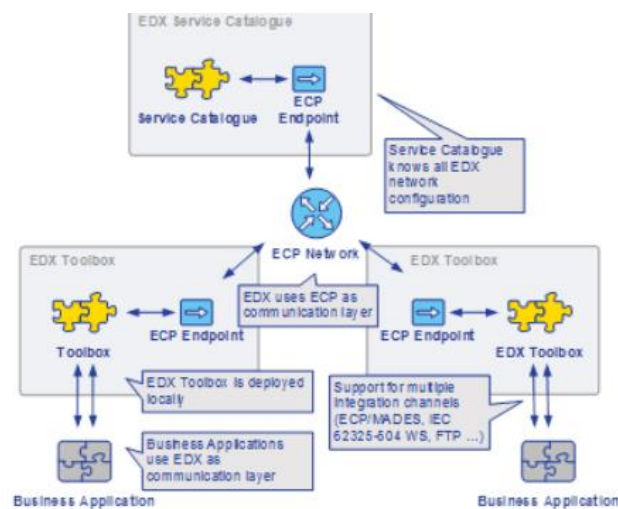 EDX Service Catalogue
Service Catalogue
ECP
Endpoint
Service Catalogue
knows all EDX
network
configuration
ECP Network
EDX Toolbox
EDX Toolbox
EDX uses ECP as
communication layer
Toolbox
ECP Endpoint
ECP Endpoint
EDX Toolbox
EDX Toolbox is deployed
locally
Support for multiple
Integration channels
(ECP/MADES, IEC
62325-504 WS, FTP ...)
Business Applications
use EDX as
communication layer
Business Application
Business Application